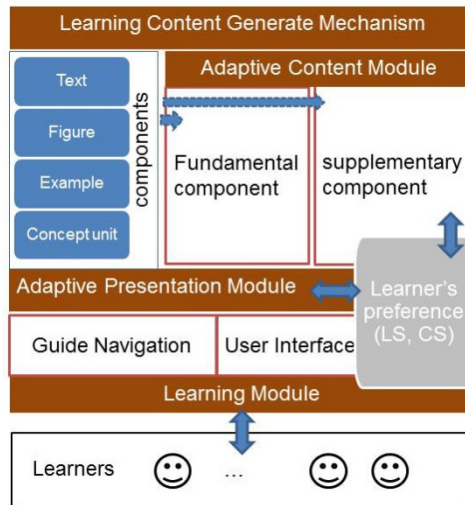 Learning Content Generate Mechanism
Adaptive Content Module
Text
Figure
Example
Concept unit
components
Fundamental
component
supplementary
component
Adaptive Presentation Module
Learner's
preference
(LS, CS)
Guide Navigation
User Interface
Learning Module
Learners
...